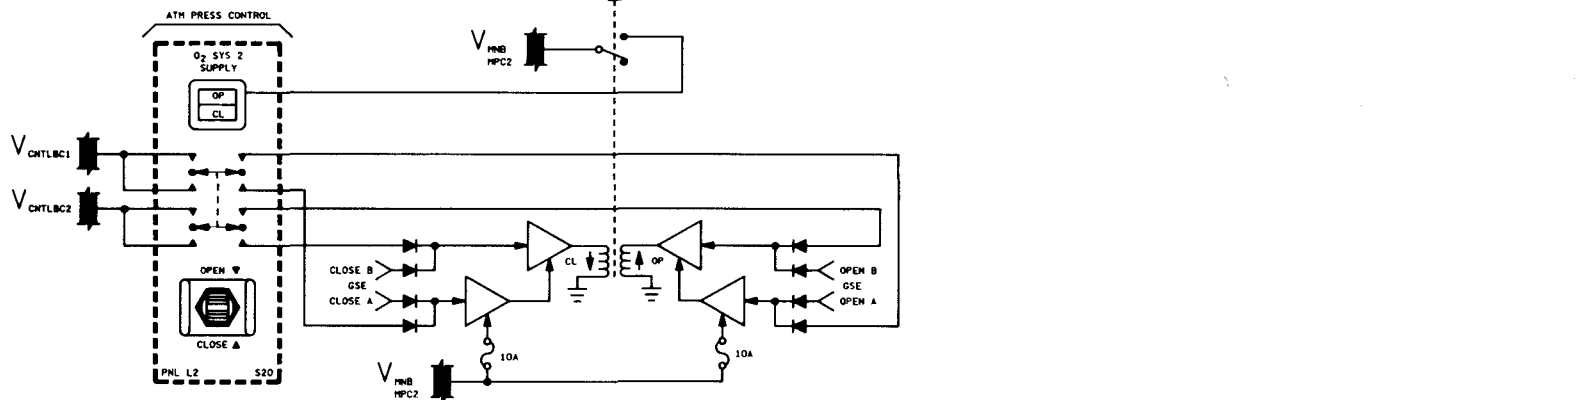 ATM PRESS CONTROL
O2 SYS 2
SUPPLY
OP
CL
V MNB
MPC2
V CNTLBC1
V CNTLBC2
OPEN ▼
CLOSE ▲
PNL L2 S20
CLOSE B
GSE
CLOSE A
CL
OP
OPEN B
GSE
OPEN A
10A
10A
V MNB
MPC2